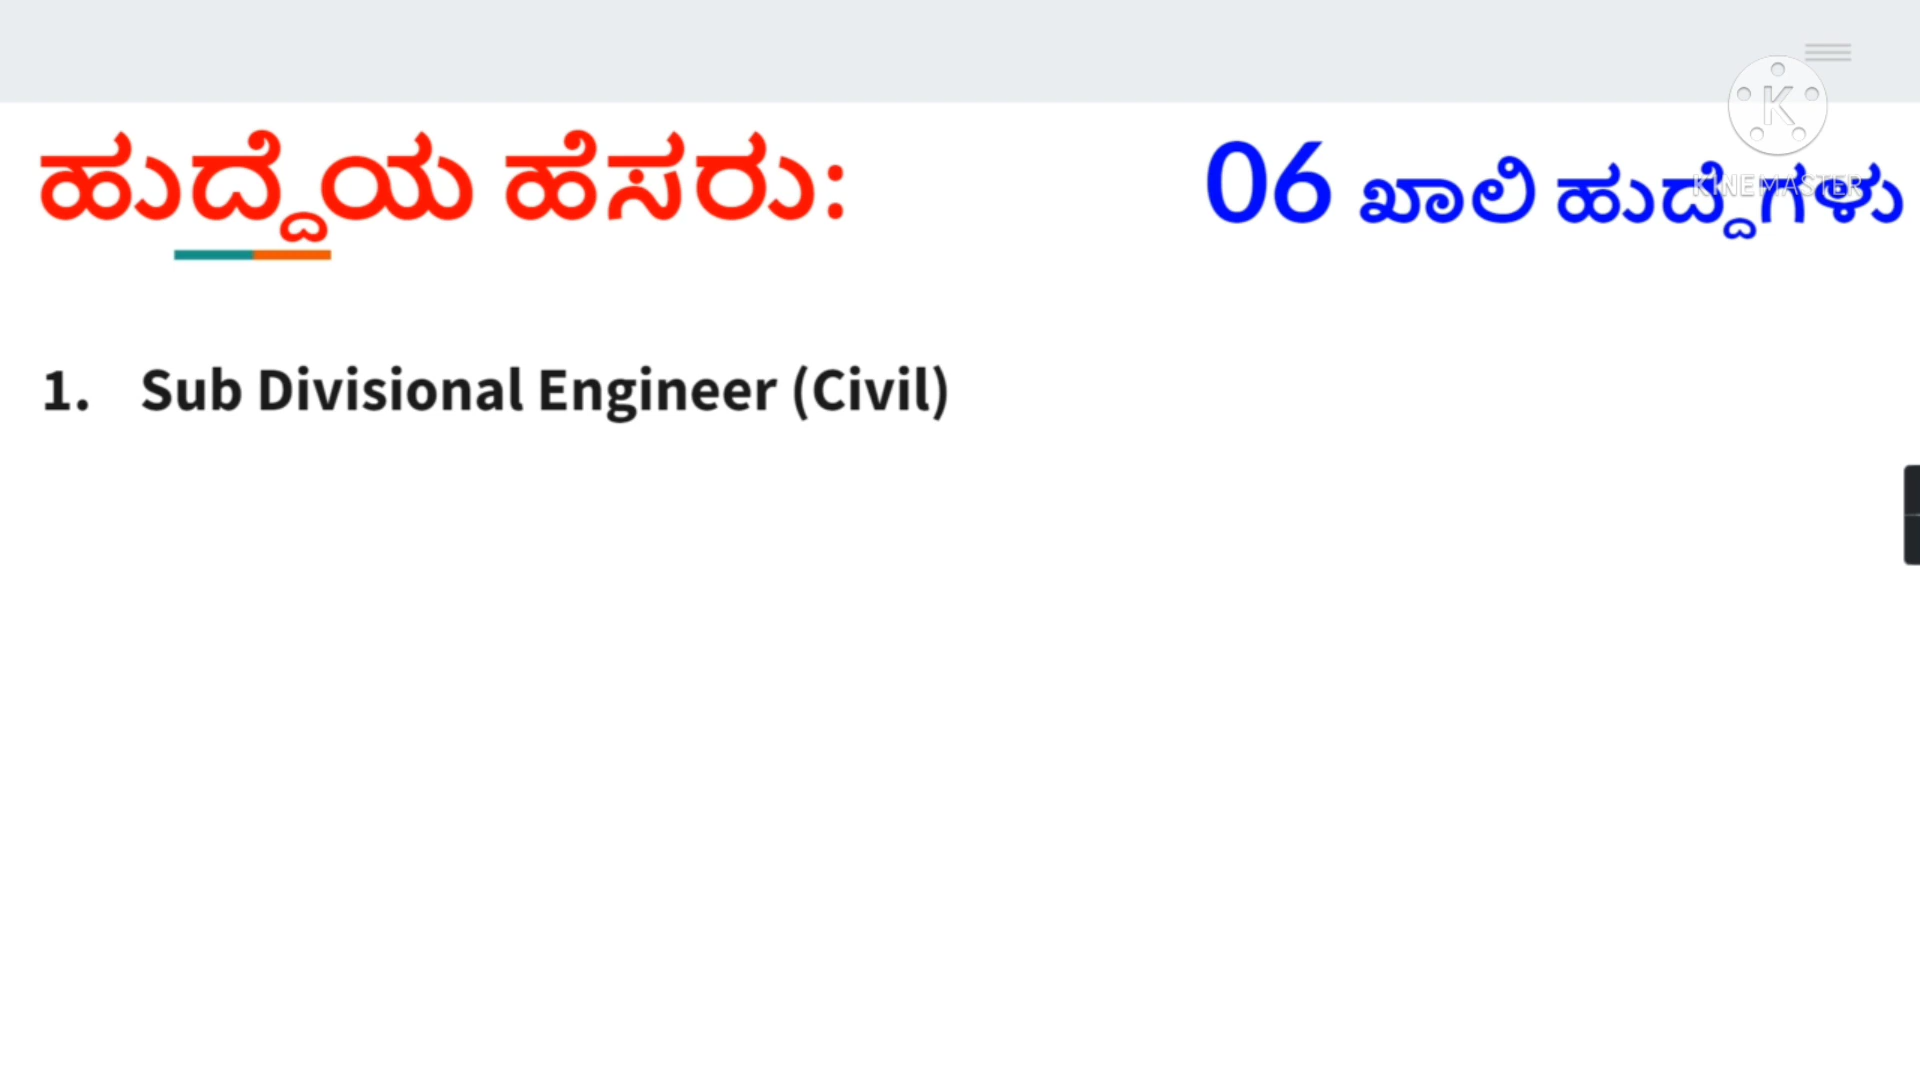 ಹುದ್ದೆಯ ಹೆಸರು:
06 ಖಾಲಿ ಹುದ್ದೆಗಳು
K
KINEMASTER
1. Sub Divisional Engineer (Civil)